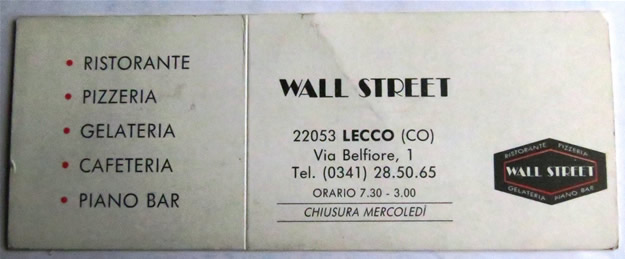 • RISTORANTE
• PIZZERIA
• GELATERIA
• CAFETERIA
• PIANO BAR
WALL STREET
22053 LECCO (CO)
Via Belfiore, 1
Tel. (0341) 28.50.65
ORARIO 7.30 - 3.00
CHIUSURA MERCOLEDÌ
RISTORANTE PIZZERIA
WALL STREET
GELATERIA PIANO BAR